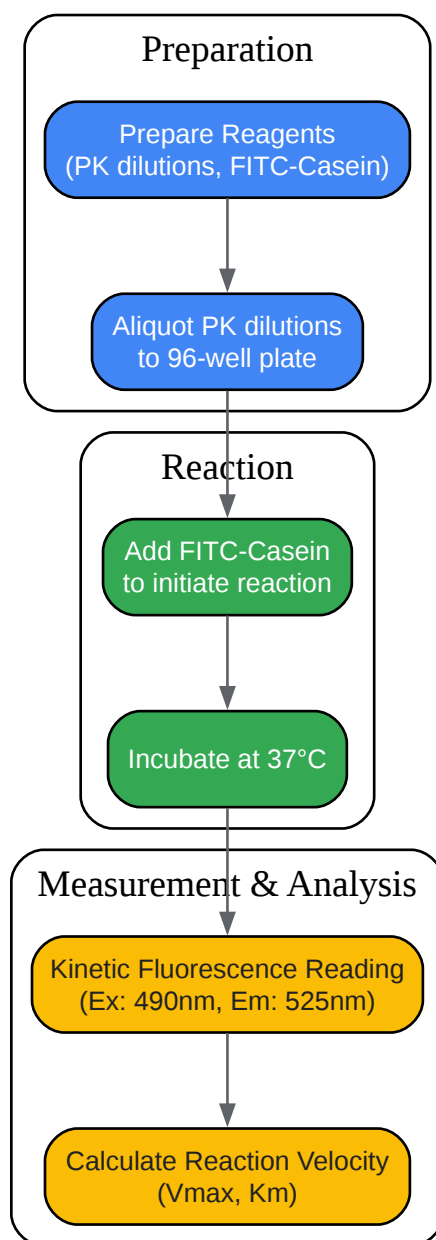 Preparation
Prepare Reagents
(PK dilutions, FITC-Casein)
Aliquot PK dilutions
to 96-well plate
Reaction
Add FITC-Casein
to initiate reaction
Incubate at 37°C
Measurement & Analysis
Kinetic Fluorescence Reading
(Ex: 490nm, Em: 525nm)
Calculate Reaction Velocity
(Vmax, Km)